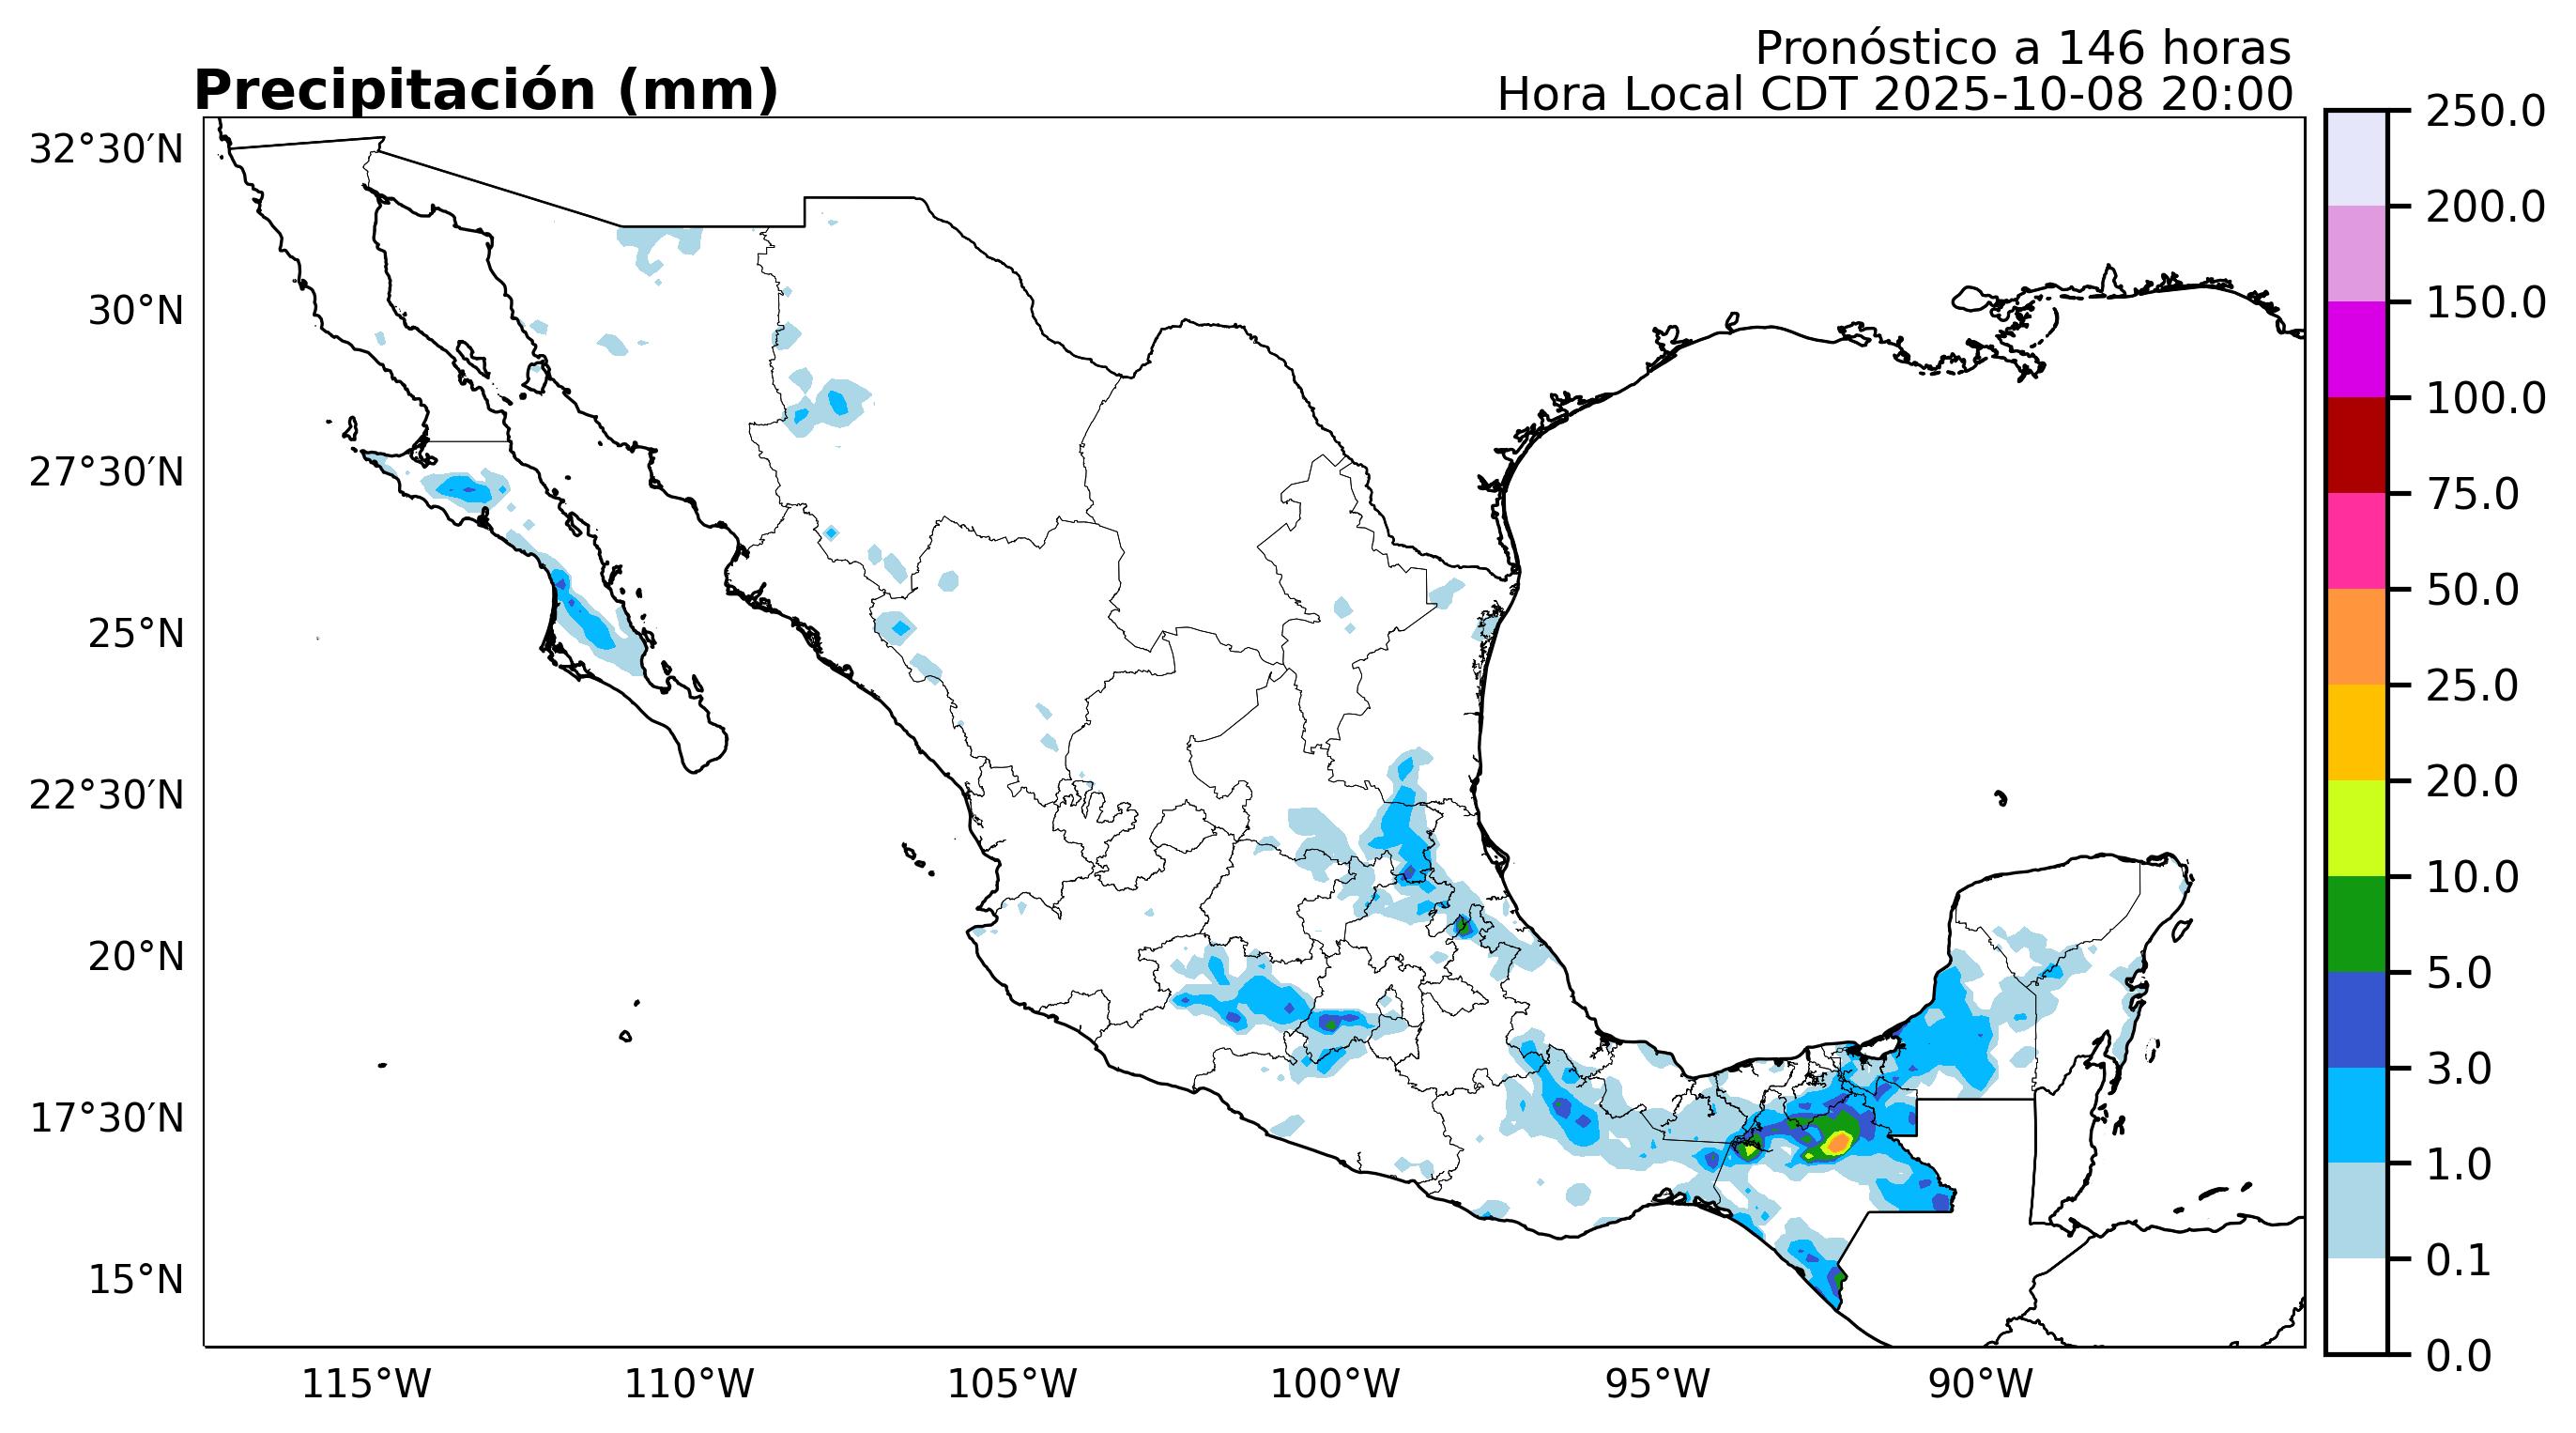 Pronóstico a 146 horas
Precipitación (mm)
Hora Local CDT 2025-10-08 20:00
32°30′N
30°N
27°30′N
25°N
22°30′N
20°N
17°30′N
15°N
115°W
110°W
105°W
100°W
95°W
90°W
250.0
200.0
150.0
100.0
75.0
50.0
25.0
20.0
10.0
5.0
3.0
1.0
0.1
0.0